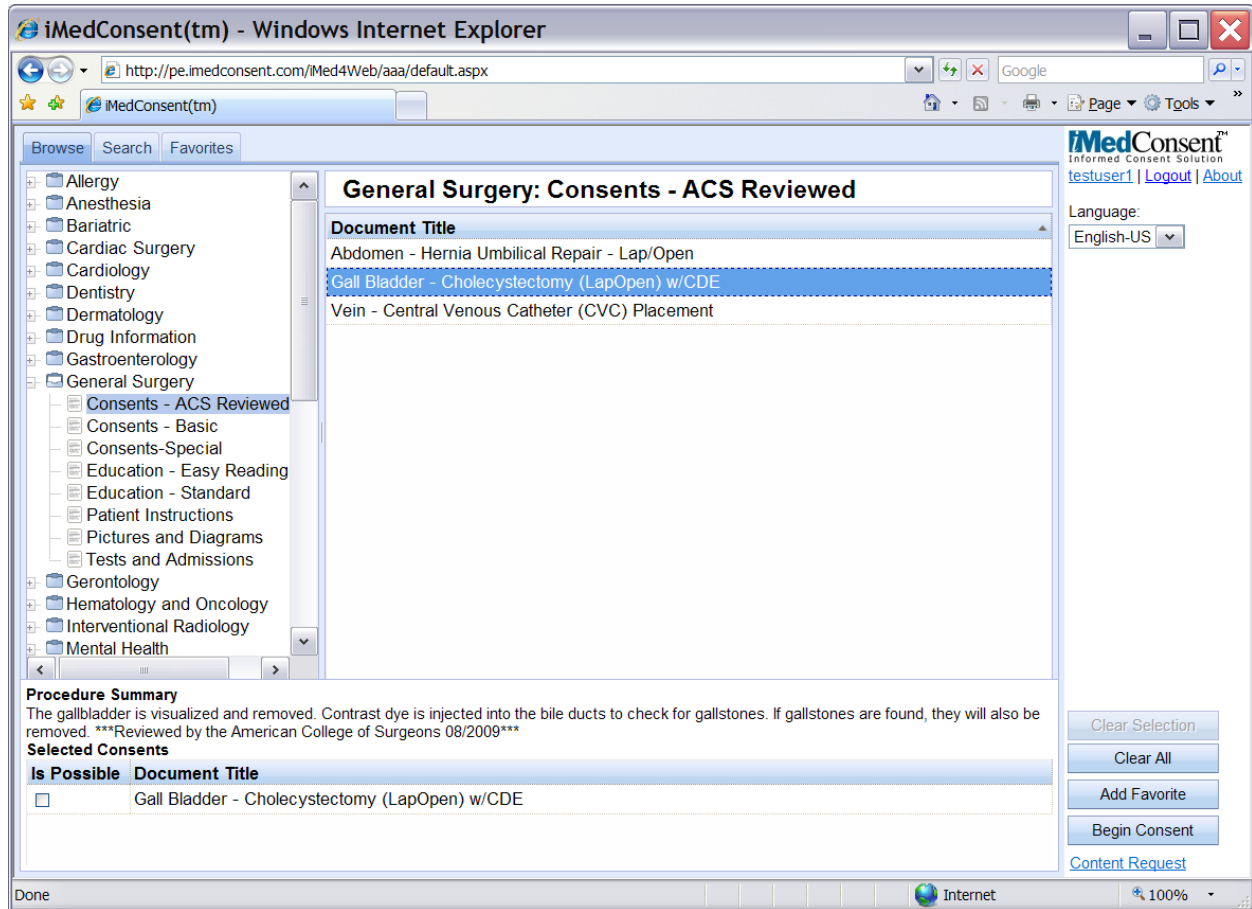 iMedConsent(tm) - Windows Internet Explorer
http://pe.imedconsent.com/iMed4Web/aaa/default.aspx
Google
iMedConsent(tm)
Page
Tools
»
Browse Search Favorites
iMedConsent™
Informed Consent Solution
testuser1 | Logout | About
Language:
English-US
Allergy
Anesthesia
Bariatric
Cardiac Surgery
Cardiology
Dentistry
Dermatology
Drug Information
Gastroenterology
General Surgery
Consents - ACS Reviewed
Consents - Basic
Consents-Special
Education - Easy Reading
Education - Standard
Patient Instructions
Pictures and Diagrams
Tests and Admissions
Gerontology
Hematology and Oncology
Interventional Radiology
Mental Health
General Surgery: Consents - ACS Reviewed
Document Title
Abdomen - Hernia Umbilical Repair - Lap/Open
Gall Bladder - Cholecystectomy (LapOpen) w/CDE
Vein - Central Venous Catheter (CVC) Placement
Procedure Summary
The gallbladder is visualized and removed. Contrast dye is injected into the bile ducts to check for gallstones. If gallstones are found, they will also be
removed. ***Reviewed by the American College of Surgeons 08/2009***
Selected Consents
Is Possible Document Title
Gall Bladder - Cholecystectomy (LapOpen) w/CDE
Clear Selection
Clear All
Add Favorite
Begin Consent
Content Request
Done
Internet
100%